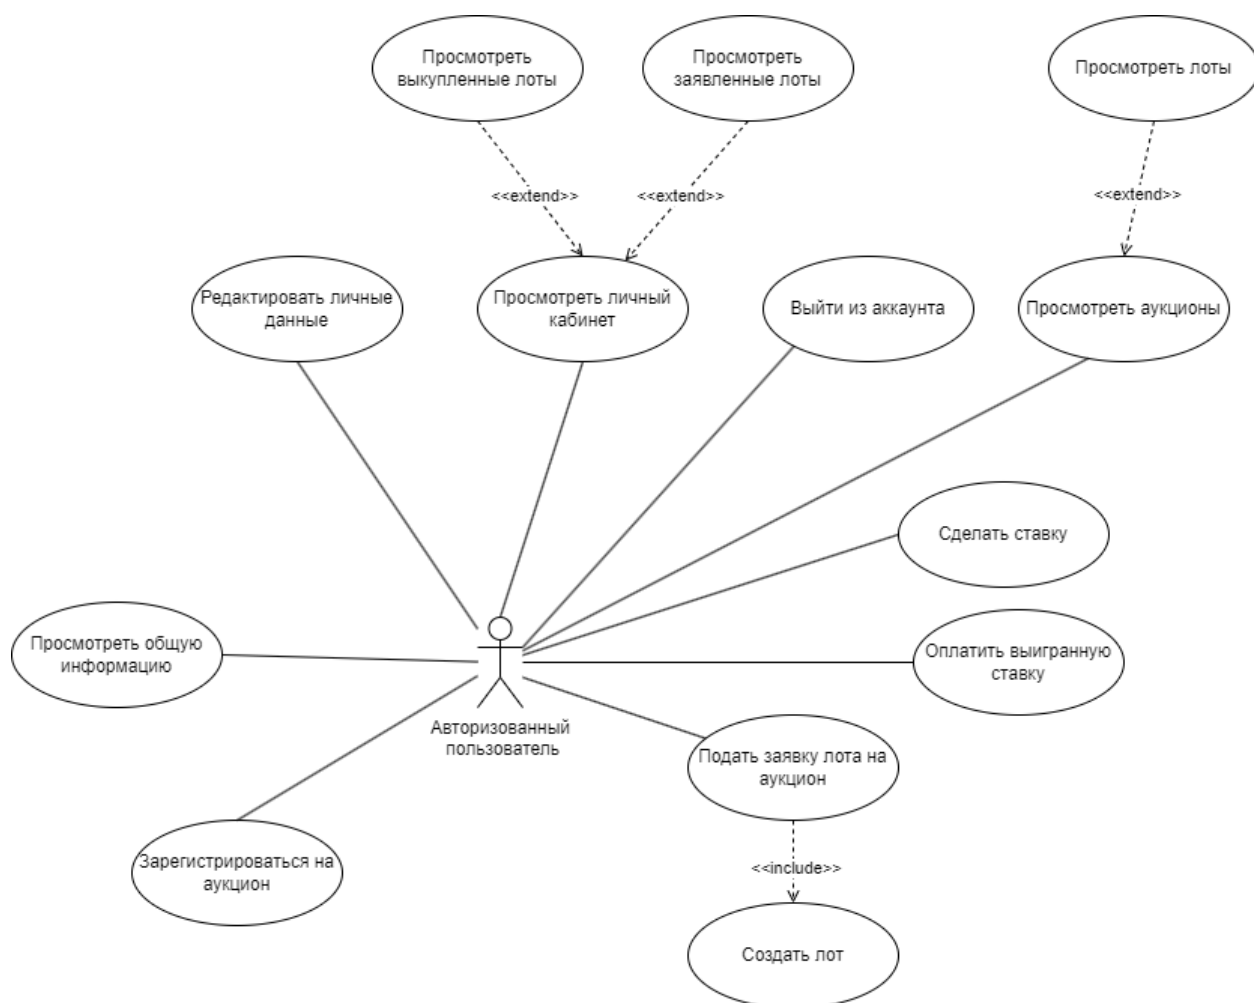 Просмотреть
выкупленные лоты
Просмотреть
заявленные лоты
Просмотреть лоты
<<extend>>
<<extend>>
<<extend>>
Редактировать личные
данные
Просмотреть личный
кабинет
Выйти из аккаунта
Просмотреть аукционы
Сделать ставку
Просмотреть общую
информацию
Оплатить выигранную
ставку
Авторизованный
пользователь
Подать заявку лота на
аукцион
Зарегистрироваться на
аукцион
<<include>>
Создать лот